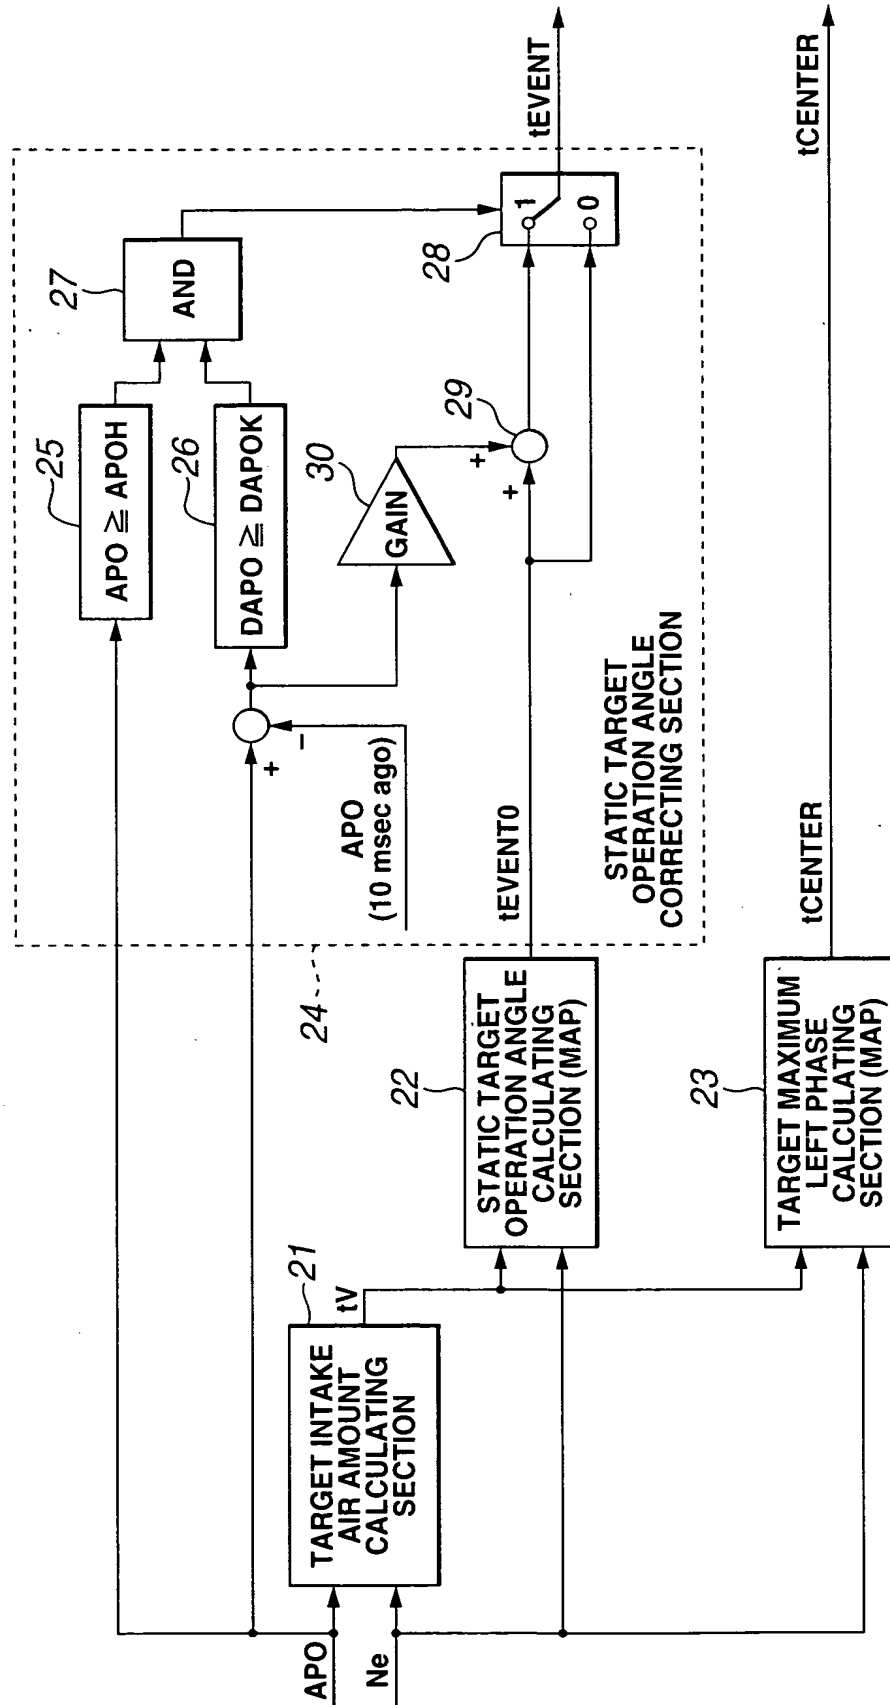 APO
Ne
21
TARGET INTAKE
AIR AMOUNT
CALCULATING
SECTION
tV
22
STATIC TARGET
OPERATION ANGLE
CALCULATING
SECTION (MAP)
23
TARGET MAXIMUM
LEFT PHASE
CALCULATING
SECTION (MAP)
24
25
APO ≧ APOH
26
DAPO ≧ DAPOK
27
AND
+
−
APO
(10 msec ago)
30
GAIN
tEVENT0
29
+
+
28
1
0
tEVENT
STATIC TARGET
OPERATION ANGLE
CORRECTING SECTION
tCENTER
tCENTER